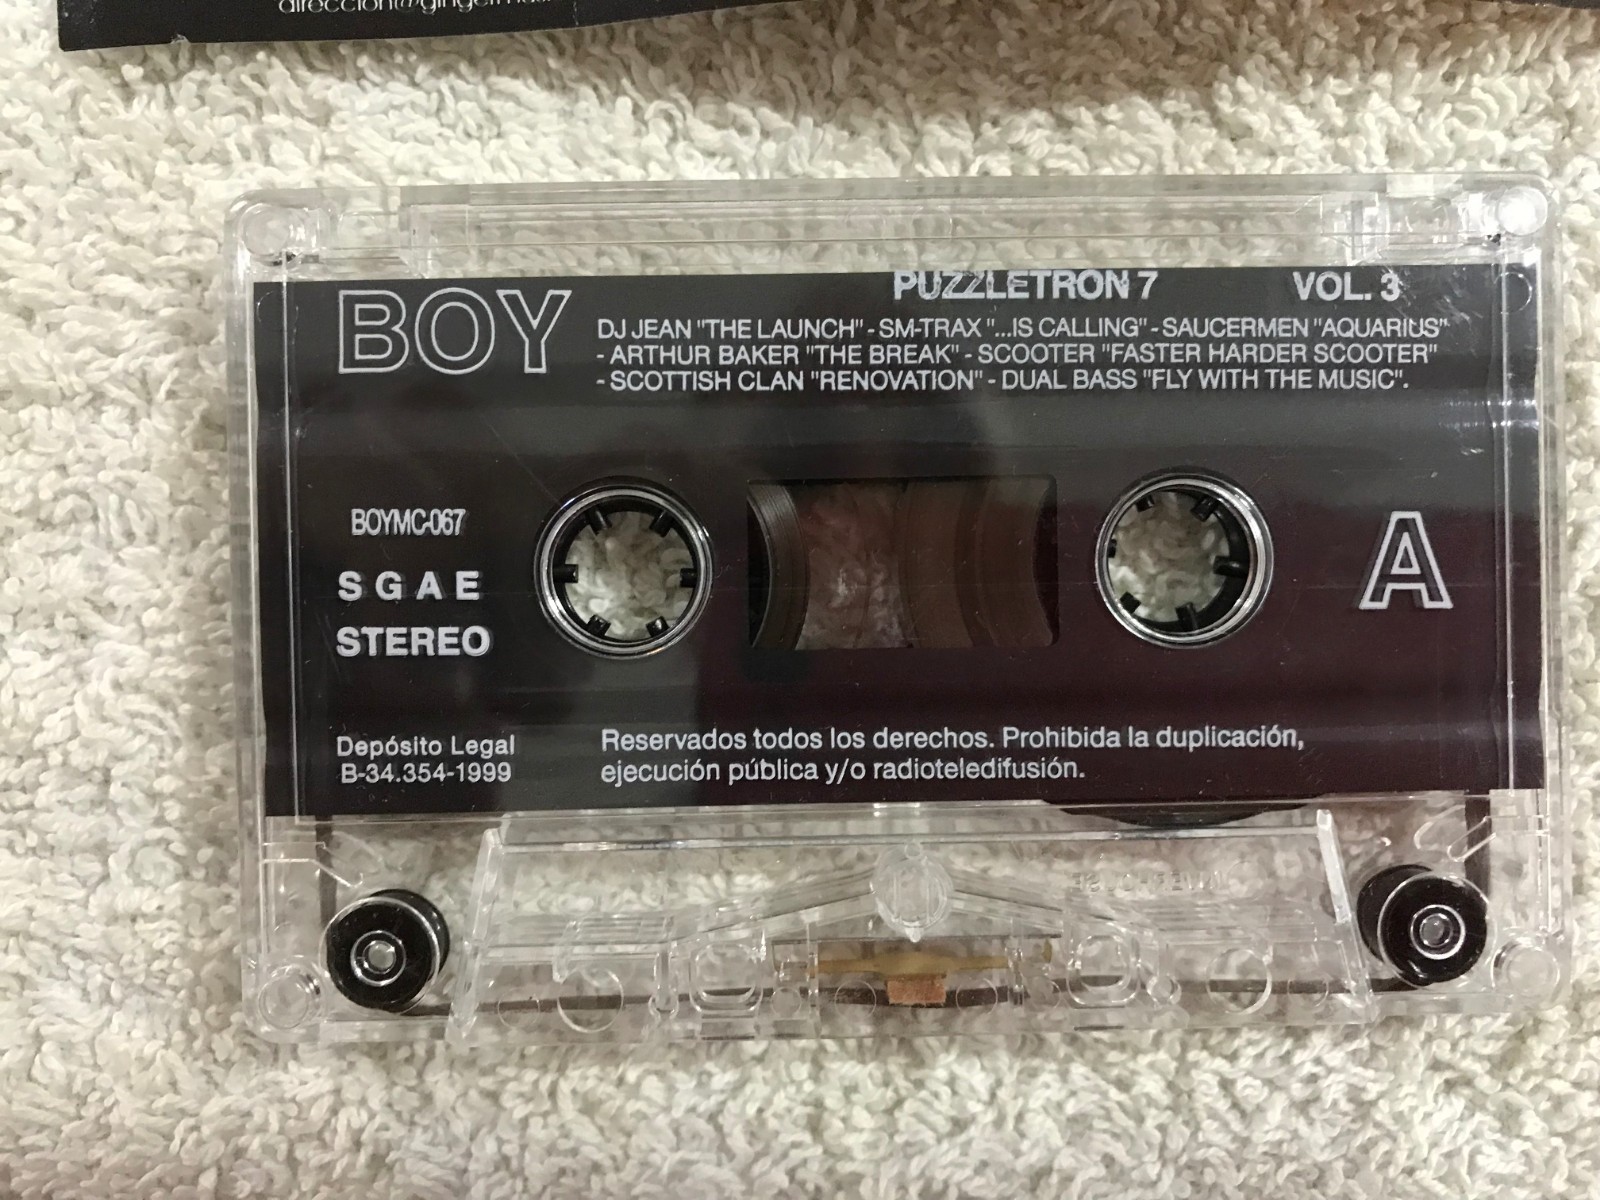 PUZZLETRON 7 VOL. 3
BOY
DJ JEAN "THE LAUNCH" - SM-TRAX "...IS CALLING" - SAUCERMEN "AQUARIUS"
- ARTHUR BAKER "THE BREAK" - SCOOTER "FASTER HARDER SCOOTER"
- SCOTTISH CLAN "RENOVATION" - DUAL BASS "FLY WITH THE MUSIC".
BOYMC-067
SGAE
STEREO
A
Depósito Legal
B-34.354-1999
Reservados todos los derechos. Prohibida la duplicación,
ejecución pública y/o radioteledifusión.